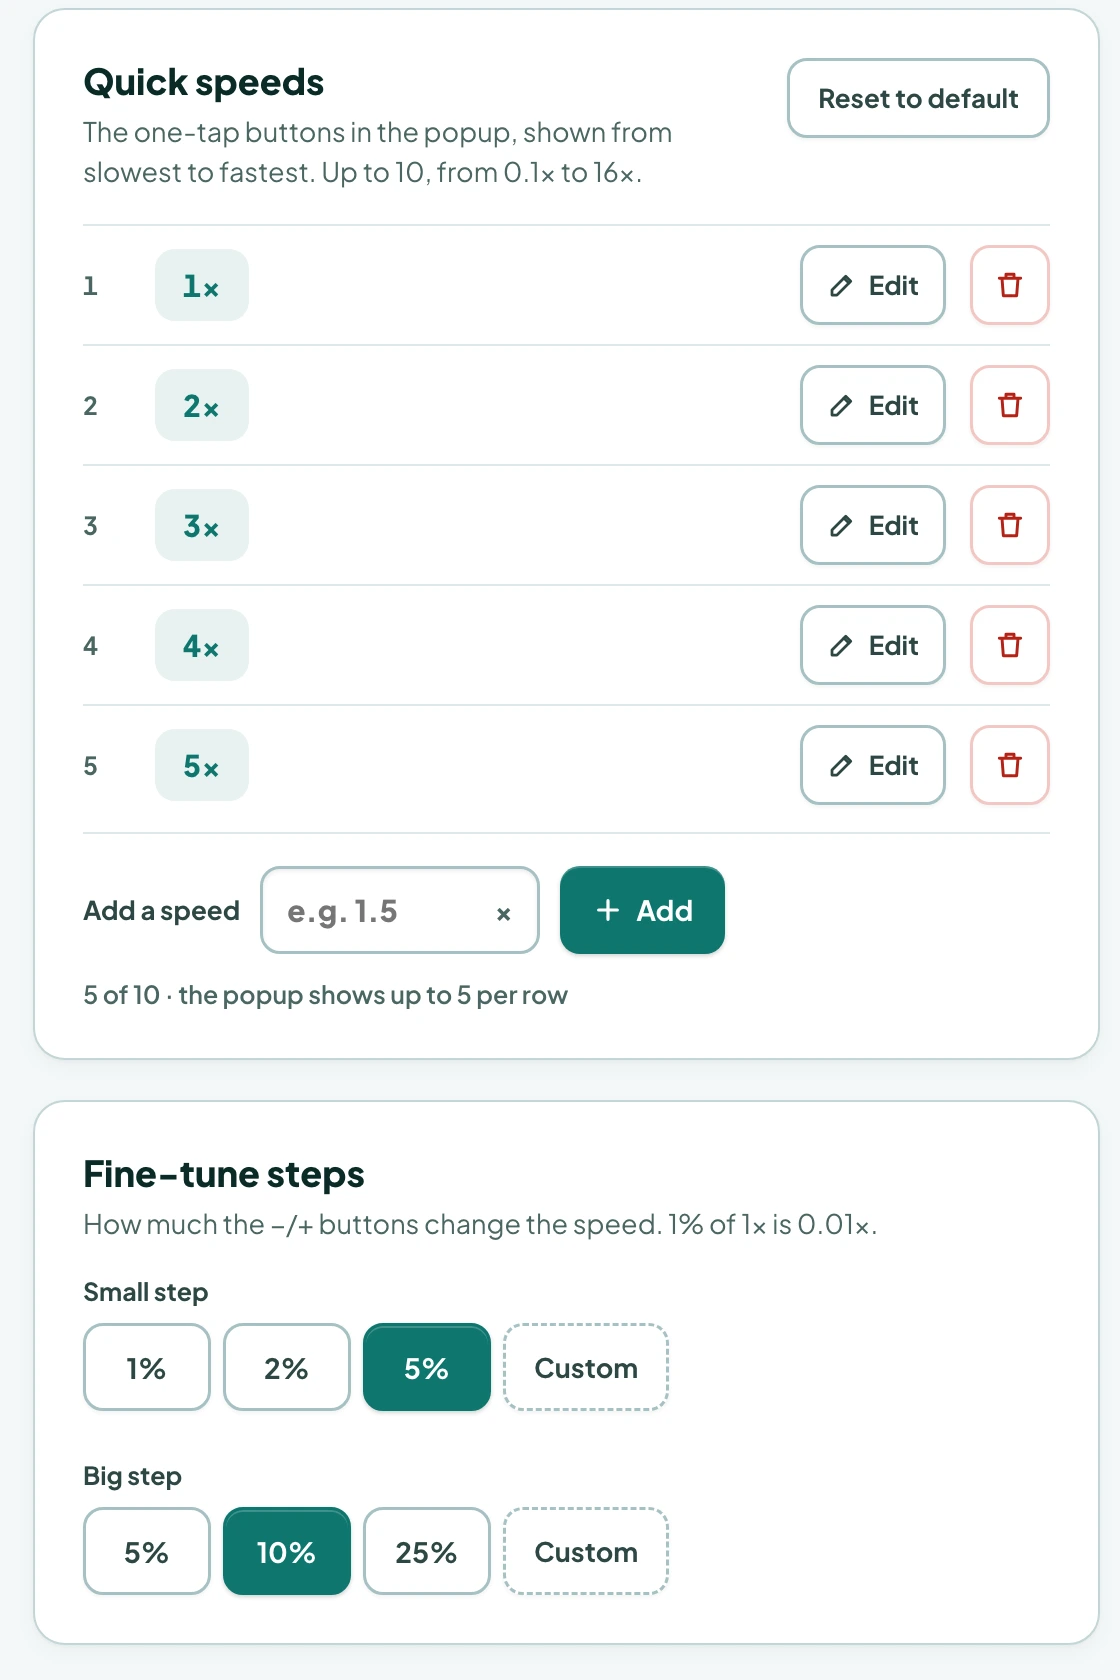 Quick speeds
Reset to default
The one-tap buttons in the popup, shown from
slowest to fastest. Up to 10, from 0.1× to 16×.
1 1× Edit
2 2× Edit
3 3× Edit
4 4× Edit
5 5× Edit
Add a speed e.g. 1.5 × + Add
5 of 10 · the popup shows up to 5 per row
Fine-tune steps
How much the −/+ buttons change the speed. 1% of 1× is 0.01×.
Small step
1% 2% 5% Custom
Big step
5% 10% 25% Custom